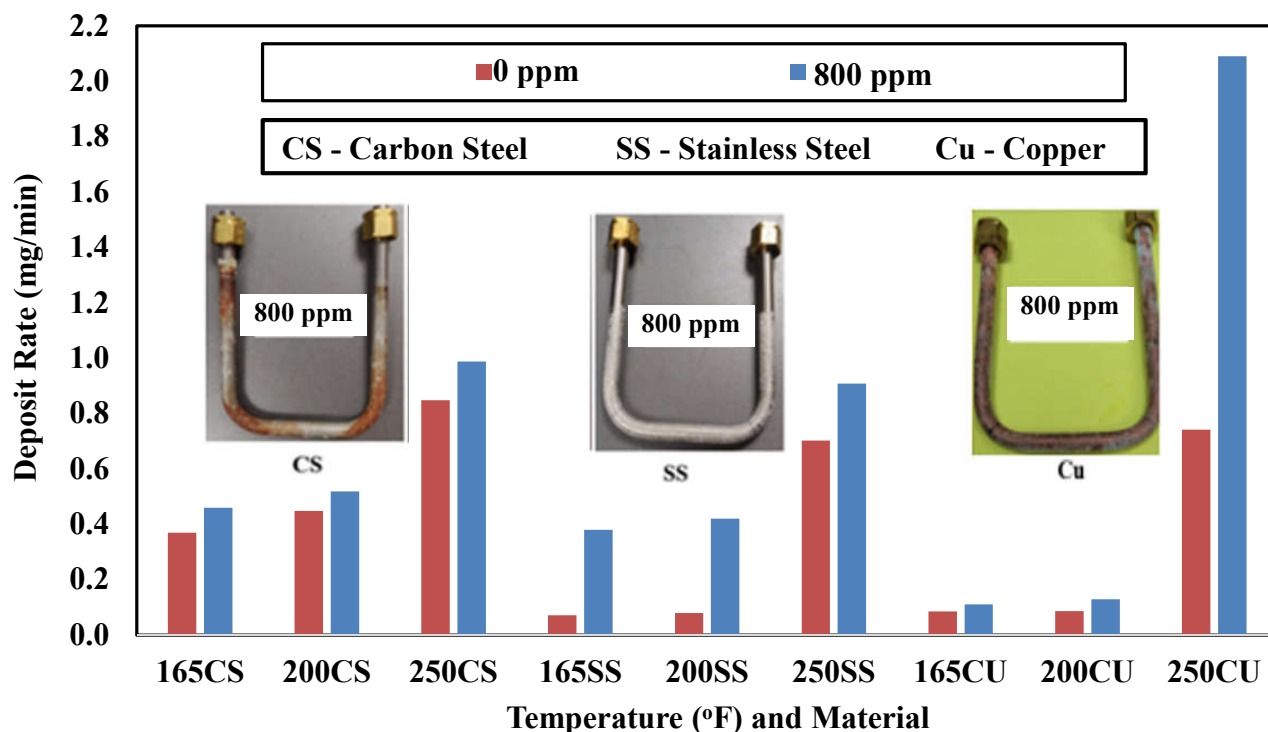 2.2
2.0
1.8
1.6
1.4
1.2
1.0
0.8
0.6
0.4
0.2
0.0
Deposit Rate (mg/min)
0 ppm 800 ppm
CS - Carbon Steel SS - Stainless Steel Cu - Copper
800 ppm 800 ppm 800 ppm
CS SS Cu
165CS 200CS 250CS 165SS 200SS 250SS 165CU 200CU 250CU
Temperature (ºF) and Material